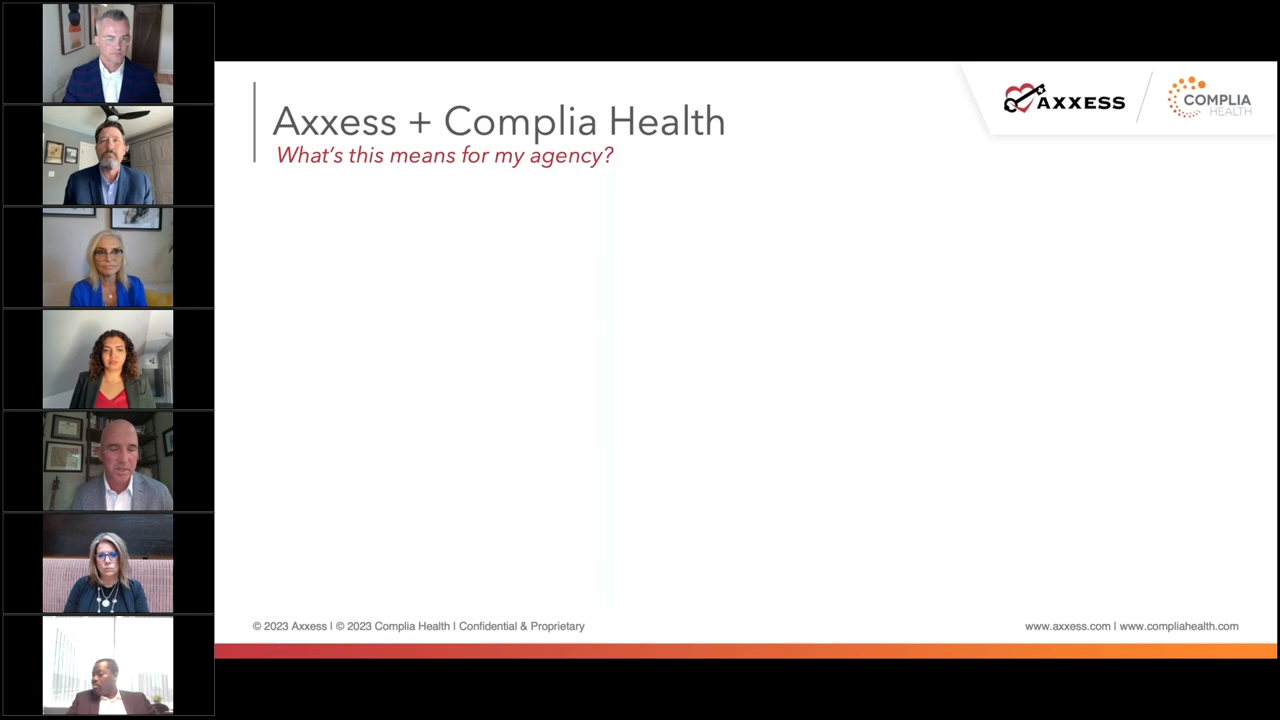 Axxess + Complia Health
What's this means for my agency?
AXXESS
COMPLIA
HEALTH
© 2023 Axxess | © 2023 Complia Health | Confidential & Proprietary
www.axxess.com | www.compliahealth.com